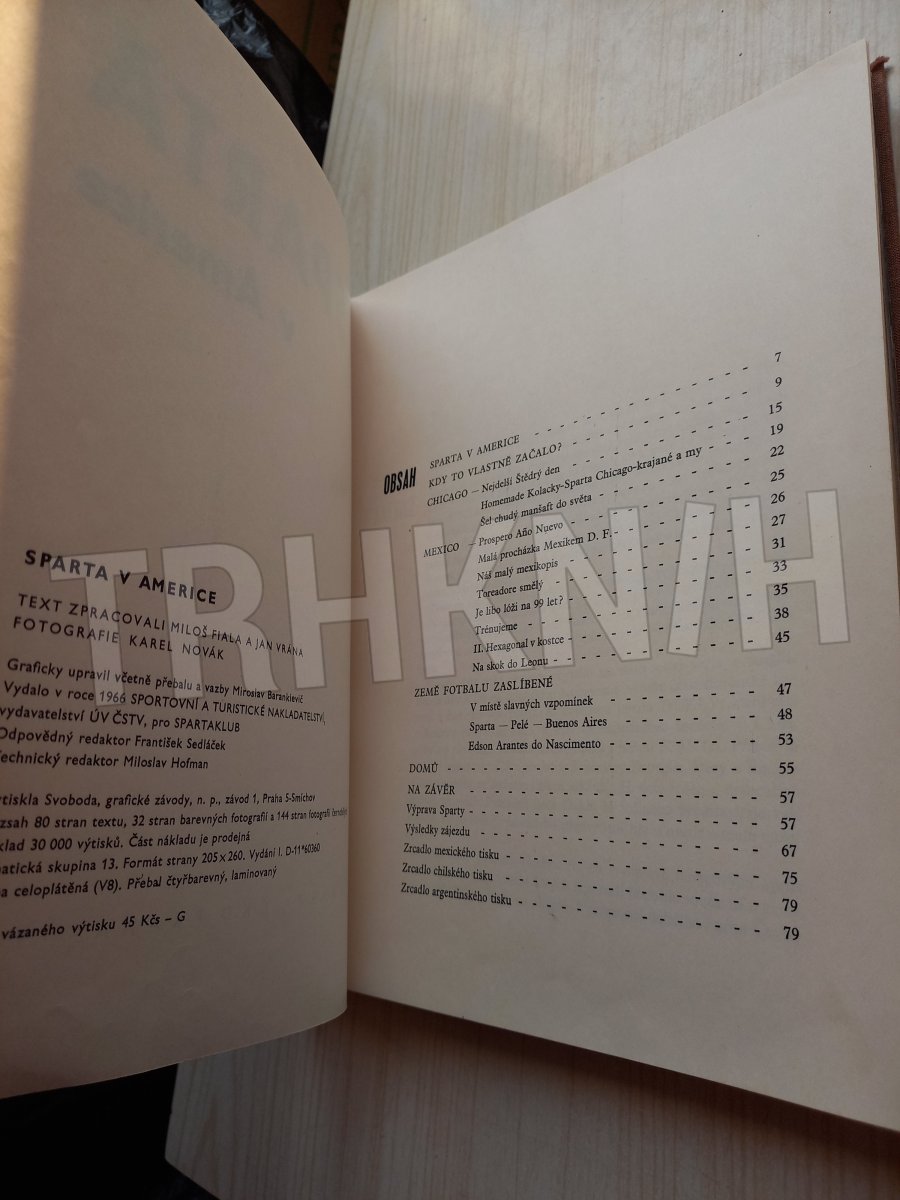 SPARTA V AMERICE
TEXT ZPRACOVALI MILOŠ FIALA A JAN VRÁNA
FOTOGRAFIE KAREL NOVÁK
Graficky upravil včetně přebalu a vazby Miroslav Barankievič
Vydalo v roce 1966 SPORTOVNÍ A TURISTICKÉ NAKLADATELSTVÍ,
vydavatelství ÚV ČSTV, pro SPARTAKLUB
Odpovědný redaktor František Sedláček
Technický redaktor Miloslav Hofman
ytiskla Svoboda, grafické závody, n. p., závod 1, Praha 5-Smíchov
zsah 80 stran textu, 32 stran barevných fotografií a 144 stran fotografií
klad 30 000 výtisků. Část nákladu je prodejná
matická skupina 13. Formát strany 205×260. Vydání I. D-11*60360
a celoplátěná (V8). Přebal čtyřbarevný, laminovaný
vázaného výtisku 45 Kčs – G
OBSAH
SPARTA V AMERICE - - - 7
KDY TO VLASTNĚ ZAČALO? - - - 9
CHICAGO — Nejdelší Štědrý den - - - 15
Homemade Kolacky-Sparta Chicago-krajané a my - - - 19
Šel chudý manšaft do světa - - - 22
MEXICO — Prospero Año Nuevo - - - 25
Malá procházka Mexikem D. F. - - - 26
Náš malý mexikopis - - - 27
Toreadore smělý - - - 31
Je libo lóži na 99 let? - - - 33
Trénujeme - - - 35
II. Hexagonal v kostce - - - 38
Na skok do Leonu - - - 45
ZEMĚ FOTBALU ZASLÍBENÉ
V místě slavných vzpomínek - - - 47
Sparta — Pelé — Buenos Aires - - - 48
Edson Arantes do Nascimento - - - 53
DOMŮ - - - 55
NA ZÁVĚR - - - 57
Výprava Sparty - - - 57
Výsledky zájezdu - - - 67
Zrcadlo mexického tisku - - - 75
Zrcadlo chilského tisku - - - 79
Zrcadlo argentinského tisku - - - 79
TRHKNIH